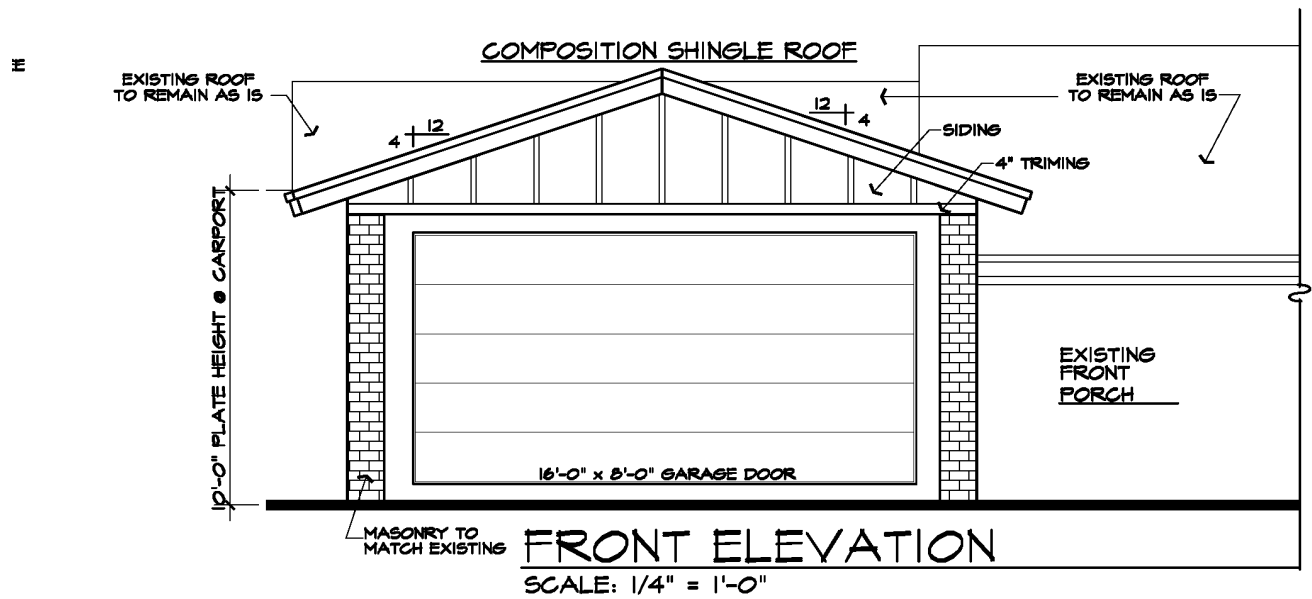 COMPOSITION SHINGLE ROOF
EXISTING ROOF
TO REMAIN AS IS
EXISTING ROOF
TO REMAIN AS IS
12
4
12
4
SIDING
4" TRIMING
10'-0" PLATE HEIGHT @ CARPORT
EXISTING
FRONT
PORCH
16'-0" x 8'-0" GARAGE DOOR
MASONRY TO
MATCH EXISTING
FRONT ELEVATION
SCALE: 1/4" = 1'-0"